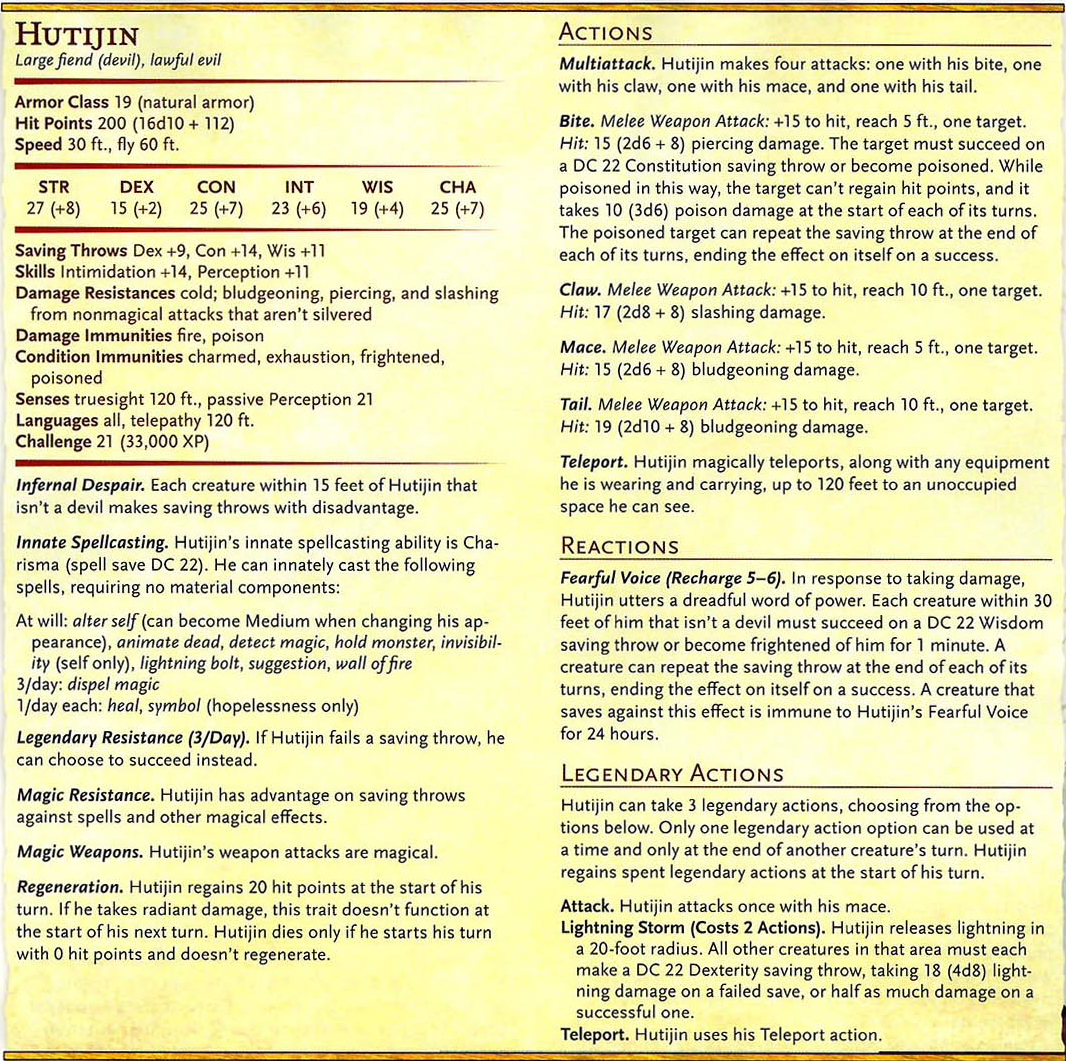 HUTIJIN
Large fiend (devil), lawful evil
Armor Class 19 (natural armor)
Hit Points 200 (16d10 + 112)
Speed 30 ft., fly 60 ft.
STR DEX CON INT WIS CHA
27 (+8) 15 (+2) 25 (+7) 23 (+6) 19 (+4) 25 (+7)
Saving Throws Dex +9, Con +14, Wis +11
Skills Intimidation +14, Perception +11
Damage Resistances cold; bludgeoning, piercing, and slashing
from nonmagical attacks that aren't silvered
Damage Immunities fire, poison
Condition Immunities charmed, exhaustion, frightened,
poisoned
Senses truesight 120 ft., passive Perception 21
Languages all, telepathy 120 ft.
Challenge 21 (33,000 XP)
Infernal Despair. Each creature within 15 feet of Hutijin that
isn't a devil makes saving throws with disadvantage.
Innate Spellcasting. Hutijin's innate spellcasting ability is Cha-
risma (spell save DC 22). He can innately cast the following
spells, requiring no material components:
At will: alter self (can become Medium when changing his ap-
pearance), animate dead, detect magic, hold monster, invisibil-
ity (self only), lightning bolt, suggestion, wall of fire
3/day: dispel magic
1/day each: heal, symbol (hopelessness only)
Legendary Resistance (3/Day). If Hutijin fails a saving throw, he
can choose to succeed instead.
Magic Resistance. Hutijin has advantage on saving throws
against spells and other magical effects.
Magic Weapons. Hutijin's weapon attacks are magical.
Regeneration. Hutijin regains 20 hit points at the start of his
turn. If he takes radiant damage, this trait doesn't function at
the start of his next turn. Hutijin dies only if he starts his turn
with 0 hit points and doesn't regenerate.
ACTIONS
Multiattack. Hutijin makes four attacks: one with his bite, one
with his claw, one with his mace, and one with his tail.
Bite. Melee Weapon Attack: +15 to hit, reach 5 ft., one target.
Hit: 15 (2d6 + 8) piercing damage. The target must succeed on
a DC 22 Constitution saving throw or become poisoned. While
poisoned in this way, the target can't regain hit points, and it
takes 10 (3d6) poison damage at the start of each of its turns.
The poisoned target can repeat the saving throw at the end of
each of its turns, ending the effect on itself on a success.
Claw. Melee Weapon Attack: +15 to hit, reach 10 ft., one target.
Hit: 17 (2d8 + 8) slashing damage.
Mace. Melee Weapon Attack: +15 to hit, reach 5 ft., one target.
Hit: 15 (2d6 + 8) bludgeoning damage.
Tail. Melee Weapon Attack: +15 to hit, reach 10 ft., one target.
Hit: 19 (2d10 + 8) bludgeoning damage.
Teleport. Hutijin magically teleports, along with any equipment
he is wearing and carrying, up to 120 feet to an unoccupied
space he can see.
REACTIONS
Fearful Voice (Recharge 5–6). In response to taking damage,
Hutijin utters a dreadful word of power. Each creature within 30
feet of him that isn't a devil must succeed on a DC 22 Wisdom
saving throw or become frightened of him for 1 minute. A
creature can repeat the saving throw at the end of each of its
turns, ending the effect on itself on a success. A creature that
saves against this effect is immune to Hutijin's Fearful Voice
for 24 hours.
LEGENDARY ACTIONS
Hutijin can take 3 legendary actions, choosing from the op-
tions below. Only one legendary action option can be used at
a time and only at the end of another creature's turn. Hutijin
regains spent legendary actions at the start of his turn.
Attack. Hutijin attacks once with his mace.
Lightning Storm (Costs 2 Actions). Hutijin releases lightning in
a 20-foot radius. All other creatures in that area must each
make a DC 22 Dexterity saving throw, taking 18 (4d8) light-
ning damage on a failed save, or half as much damage on a
successful one.
Teleport. Hutijin uses his Teleport action.